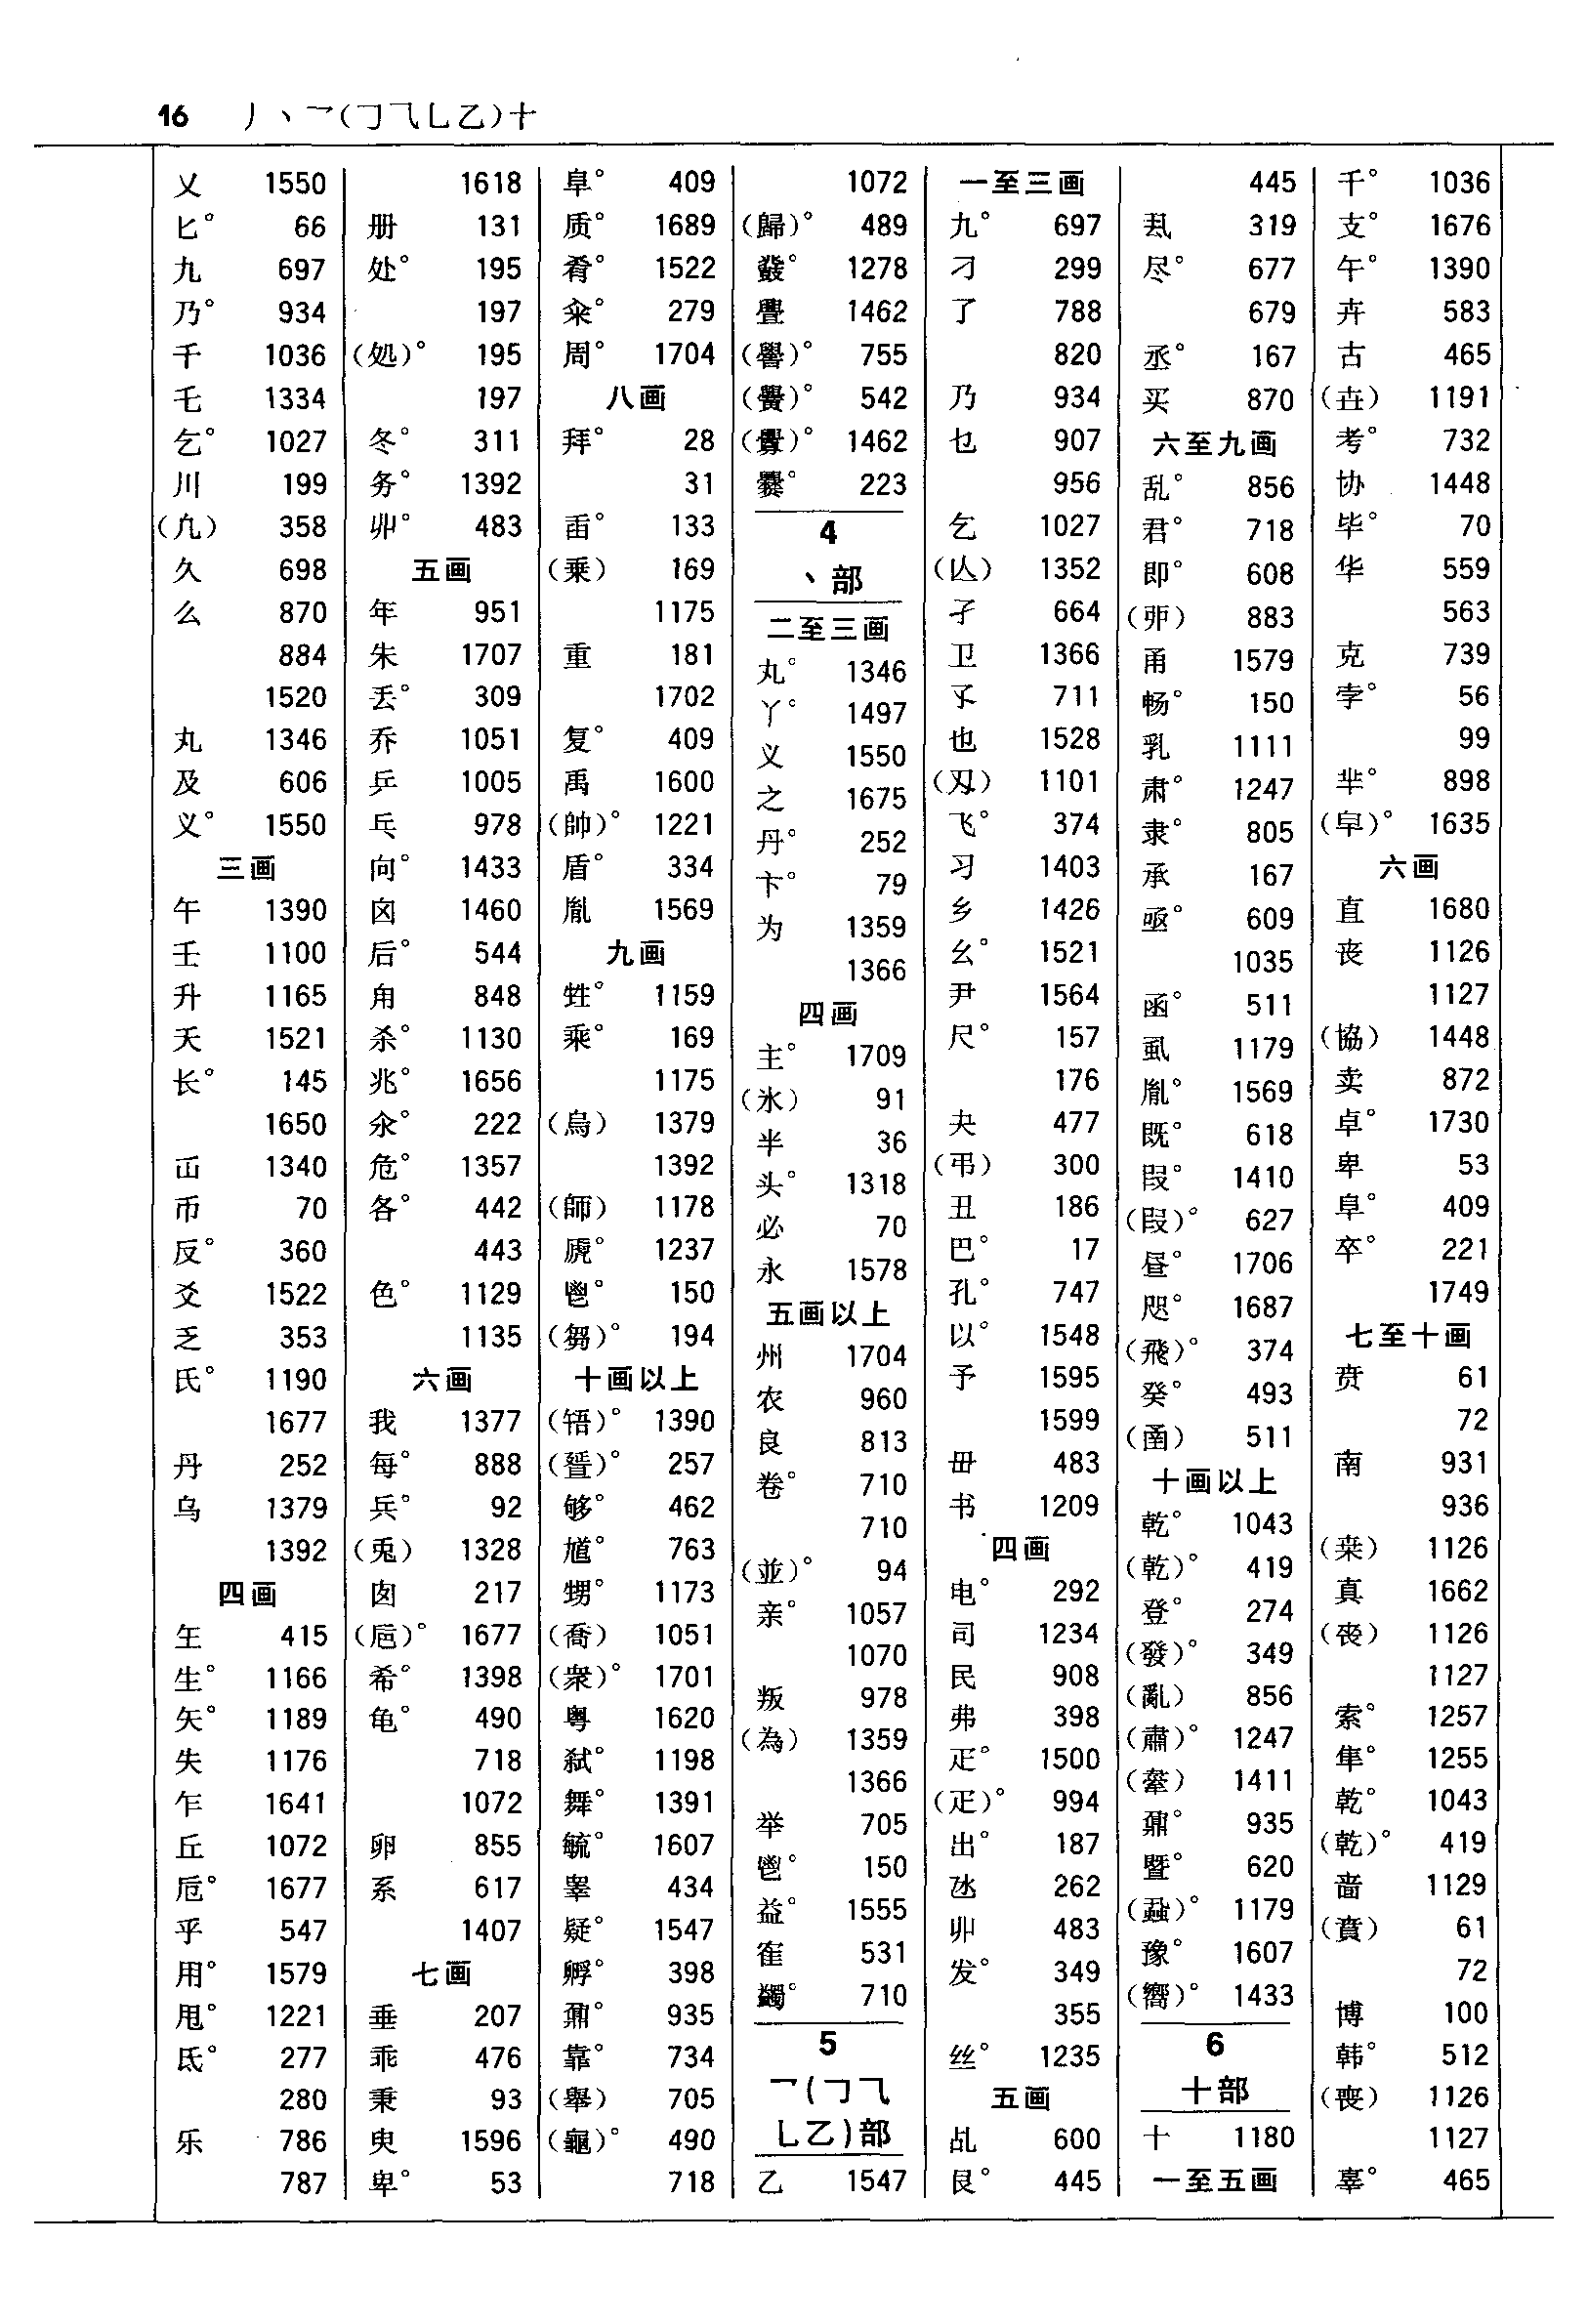 16 丿丶乛(𠃌⺄乚乙)十
乂 1550
匕° 66
九 697
乃° 934
千 1036
乇 1334
乞° 1027
川 199
(凢) 358
久 698
么 870
884
1520
丸 1346
及 606
义° 1550
三画
午 1390
壬 1100
升 1165
夭 1521
长° 145
1650
1340
币 70
反° 360
爻 1522
乏 353
氏° 1190
1677
丹 252
乌 1379
1392
四画
玍 415
生° 1166
矢° 1189
失 1176
乍 1641
丘 1072
卮° 1677
乎 547
用° 1579
甩° 1221
氐° 277
280
乐 786
787
1618
册 131
处° 195
197
(処)° 195
197
冬° 311
务° 1392
卯° 483
五画
年 951
朱 1707
丢° 309
乔 1051
乒 1005
乓 978
向° 1433
囟 1460
后° 544
甪 848
杀° 1130
兆° 1656
氽° 222
危° 1357
各° 442
443
色° 1129
1135
六画
我 1377
每° 888
兵° 92
(兎) 1328
囱 217
(巵)° 1677
希° 1398
龟° 490
718
1072
卵 855
系 617
1407
七画
垂 207
乖 476
秉 93
臾 1596
卑° 53
阜° 409
质° 1689
肴° 1522
籴° 279
周° 1704
八画
拜° 28
31
臿° 133
(乗) 169
1175
重 181
1702
复° 409
禹 1600
(帥)° 1221
盾° 334
胤 1569
九画
甡° 1159
乘° 169
1175
(烏) 1379
1392
(師) 1178
虒° 1237
鬯° 150
(芻)° 194
十画以上
(牾)° 1390
257
够° 462
馗° 763
甥° 1173
(喬) 1051
(衆)° 1701
粤 1620
弑° 1198
舞° 1391
毓° 1607
睾 434
疑° 1547
孵° 398
鼐° 935
靠° 734
(舉) 705
(龜)° 490
718
1072
(歸)° 489
1278
亹 1462
(嚳)° 755
(黌)° 542
(釁)° 1462
爨° 223
4
丶部
二至三画
丸° 1346
丫° 1497
义 1550
之 1675
丹° 252
卞° 79
为 1359
1366
四画
主° 1709
(氷) 91
半 36
头° 1318
必 70
永 1578
五画以上
州 1704
农 960
良 813
卷° 710
710
(並)° 94
亲° 1057
1070
叛 978
(為) 1359
1366
举 705
鬯° 150
益° 1555
隺 531
蠲° 710
5
乛(𠃌⺄
乚乙)部
乙 1547
一至三画
九° 697
刁 299
了 788
820
乃 934
乜 907
956
乞 1027
(亾) 1352
孑 664
卫 1366
孓 711
也 1528
(刄) 1101
飞° 374
习 1403
乡 1426
幺° 1521
尹 1564
尺° 157
176
夬 477
(弔) 300
丑 186
巴° 17
孔° 747
以° 1548
予 1595
1599
毌 483
书 1209
四画
电° 292
司 1234
民 908
弗 398
疋° 1500
(疋)° 994
出° 187
氹 262
卯 483
发° 349
355
丝° 1235
五画
乩 600
艮° 445
445
厾 319
尽° 677
679
丞° 167
买 870
六至九画
乱° 856
君° 718
即° 608
(戼) 883
甬 1579
畅° 150
乳 1111
肃° 1247
隶° 805
承 167
亟° 609
1035
函° 511
虱 1179
胤° 1569
既° 618
叚° 1410
(叚)° 627
昼° 1706
咫° 1687
(飛)° 374
癸° 493
(圅) 511
十画以上
乾° 1043
(乾)° 419
登° 274
(發)° 349
(亂) 856
(肅)° 1247
1411
鼐° 935
暨° 620
(蝨)° 1179
豫° 1607
(嚮)° 1433
6
十部
十 1180
一至五画
千° 1036
支° 1676
午° 1390
卉 583
古 465
(卋) 1191
考° 732
协 1448
毕° 70
华 559
563
克 739
孛° 56
99
芈° 898
(皁)° 1635
六画
直 1680
丧 1126
1127
(協) 1448
卖 872
卓° 1730
卑 53
阜° 409
卒° 221
1749
七至十画
贲 61
72
南 931
936
(桒) 1126
真 1662
(喪) 1126
1127
索° 1257
隼° 1255
乾° 1043
(乾)° 419
啬 1129
(賁) 61
72
博 100
韩° 512
(喪) 1126
1127
辜° 465